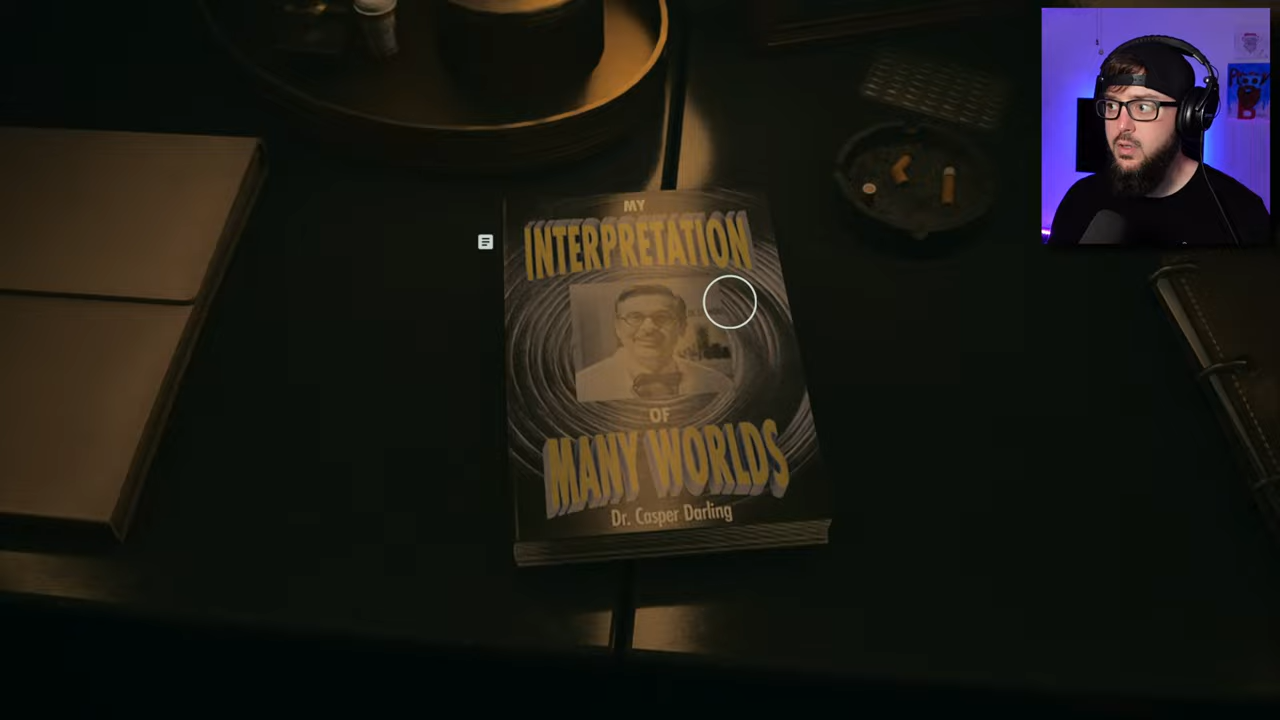 MY
INTERPRETATION
OF
MANY WORLDS
Dr. Casper Darling